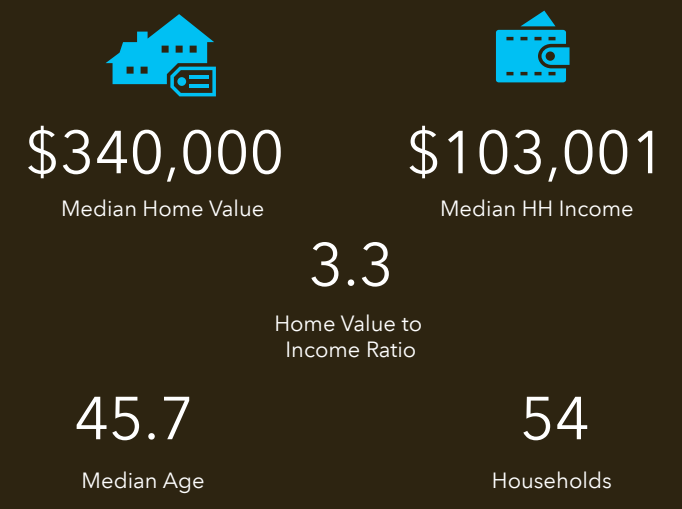 $340,000
Median Home Value
$103,001
Median HH Income
3.3
Home Value to
Income Ratio
45.7
Median Age
54
Households